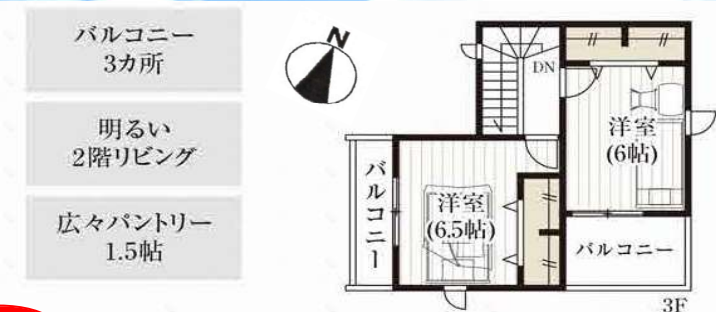 バルコニー
3カ所
明るい
2階リビング
広々パントリー
1.5帖
N
DN
洋室
(6帖)
バルコニー
洋室
(6.5帖)
バルコニー
3F